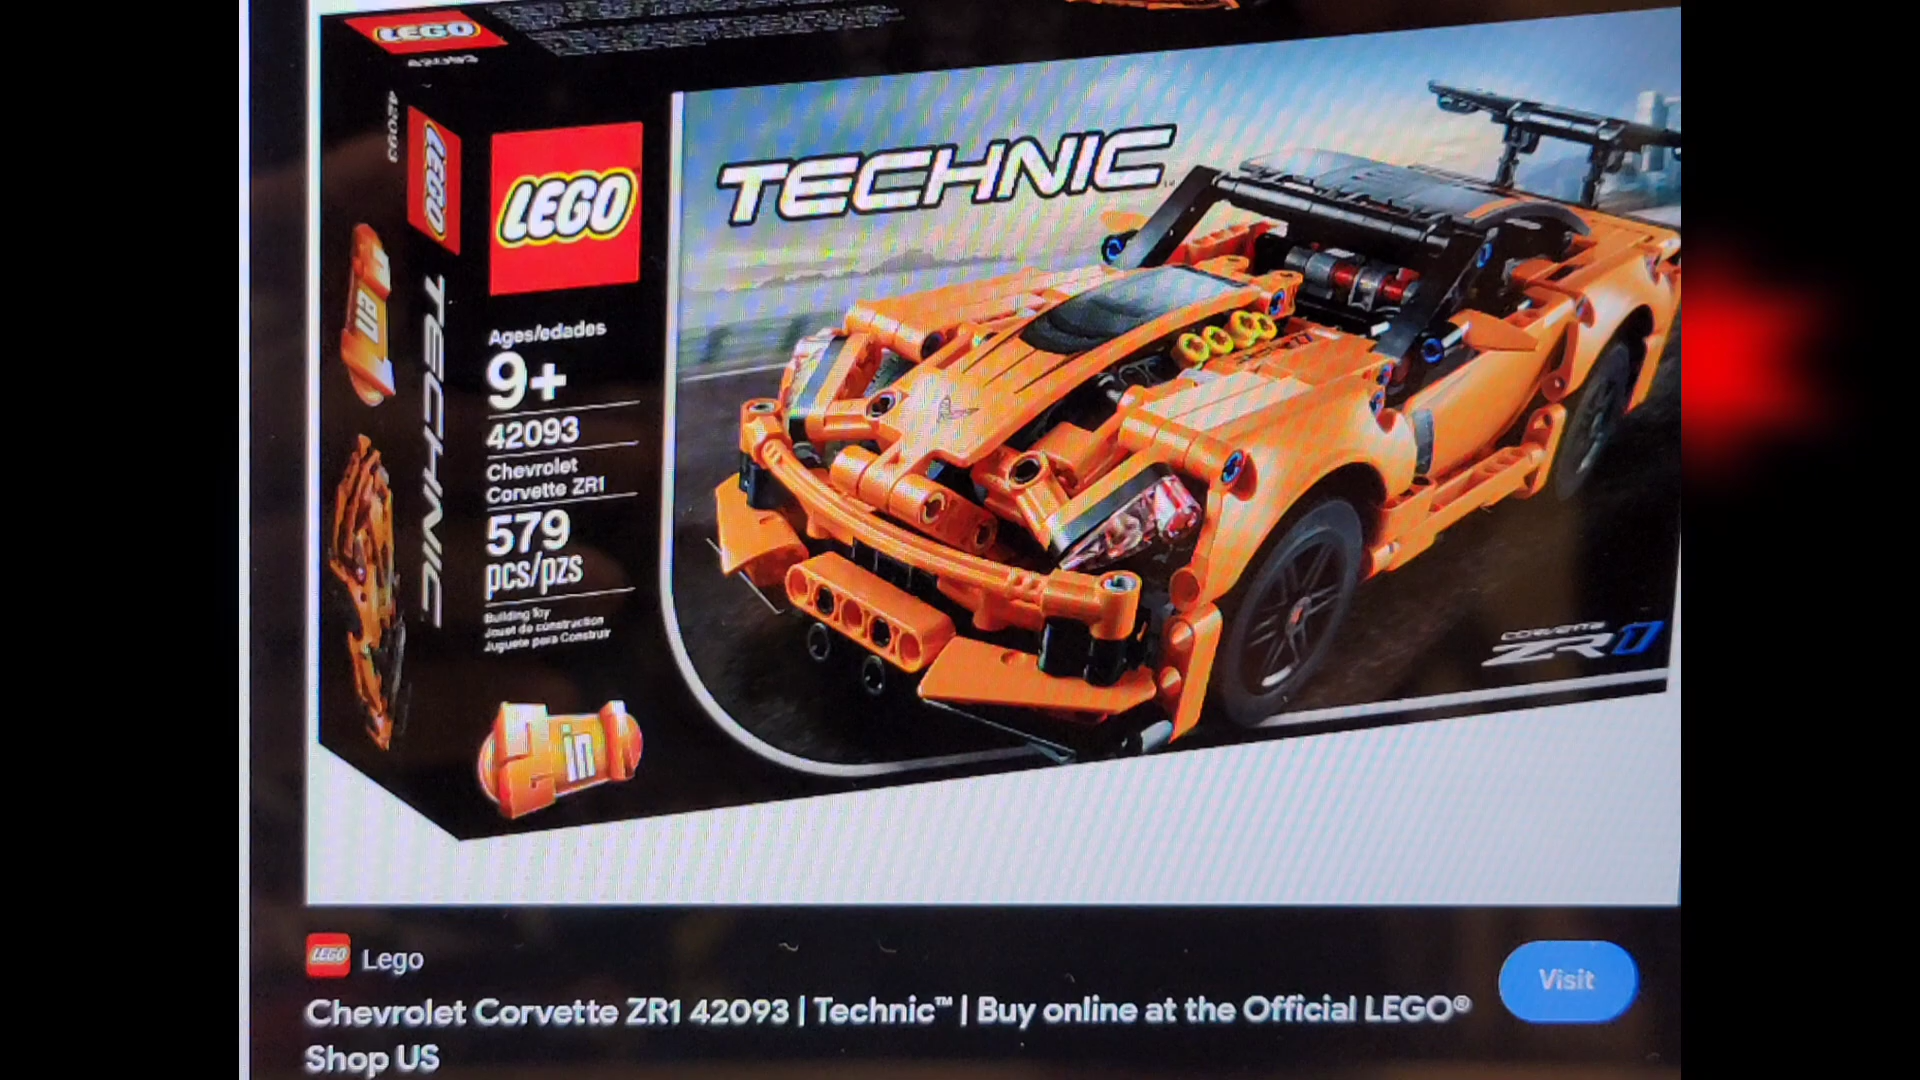 LEGO
42093
LEGO
TECHNIC
LEGO
Ages/edades
9+
42093
Chevrolet
Corvette ZR1
579
pcs/pzs
Building Toy
Jouet de construction
Juguete para Construir
2 in
TECHNIC
CORVETTE
ZR1
Lego
Visit
Chevrolet Corvette ZR1 42093 | Technic™ | Buy online at the Official LEGO®
Shop US